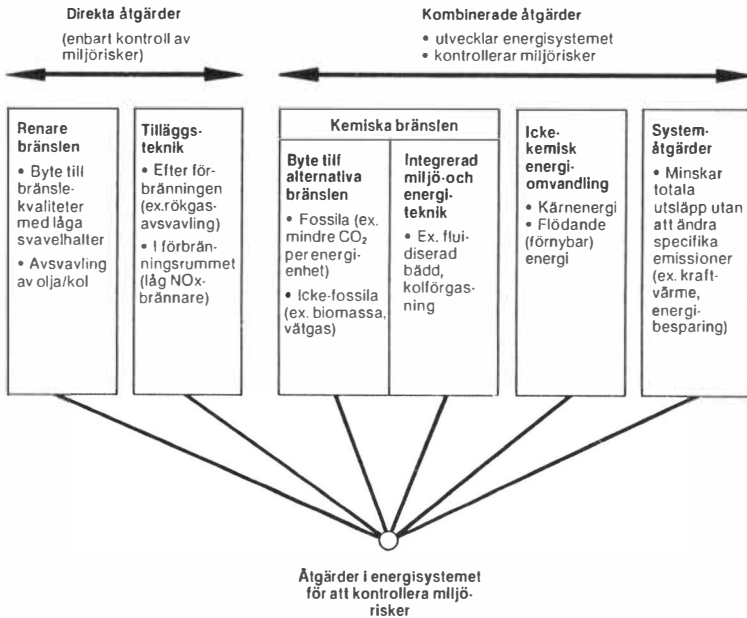 Direkta åtgärder
(enbart kontroll av
miljörisker)
Kombinerade åtgärder
• utvecklar energisystemet
• kontrollerar miljörisker
Renare
bränslen
• Byte till
bränsle-
kvaliteter
med låga
svavelhalter
• Avsvavling
av olja/kol
Tilläggs-
teknik
• Efter för-
bränningen
(ex.rökgas-
avsvavling)
• I förbrän-
ningsrummet
(låg NOx-
brännare)
Kemiska bränslen
Byte till
alternativa
bränslen
• Fossila (ex.
mindre CO₂
per energi-
enhet)
• Icke-fossila
(ex. biomassa,
vätgas)
Integrerad
miljö-och
energi-
teknik
• Ex. flui-
diserad
bädd,
kolförgas-
ning
Icke-
kemisk
energi-
omvandling
• Kärnenergi
• Flödande
(förnybar)
energi
System-
åtgärder
• Minskar
totala
utsläpp utan
att ändra
specifika
emissioner
(ex. kraft-
värme,
energi-
besparing)
Åtgärder i energisystemet
för att kontrollera miljö-
risker